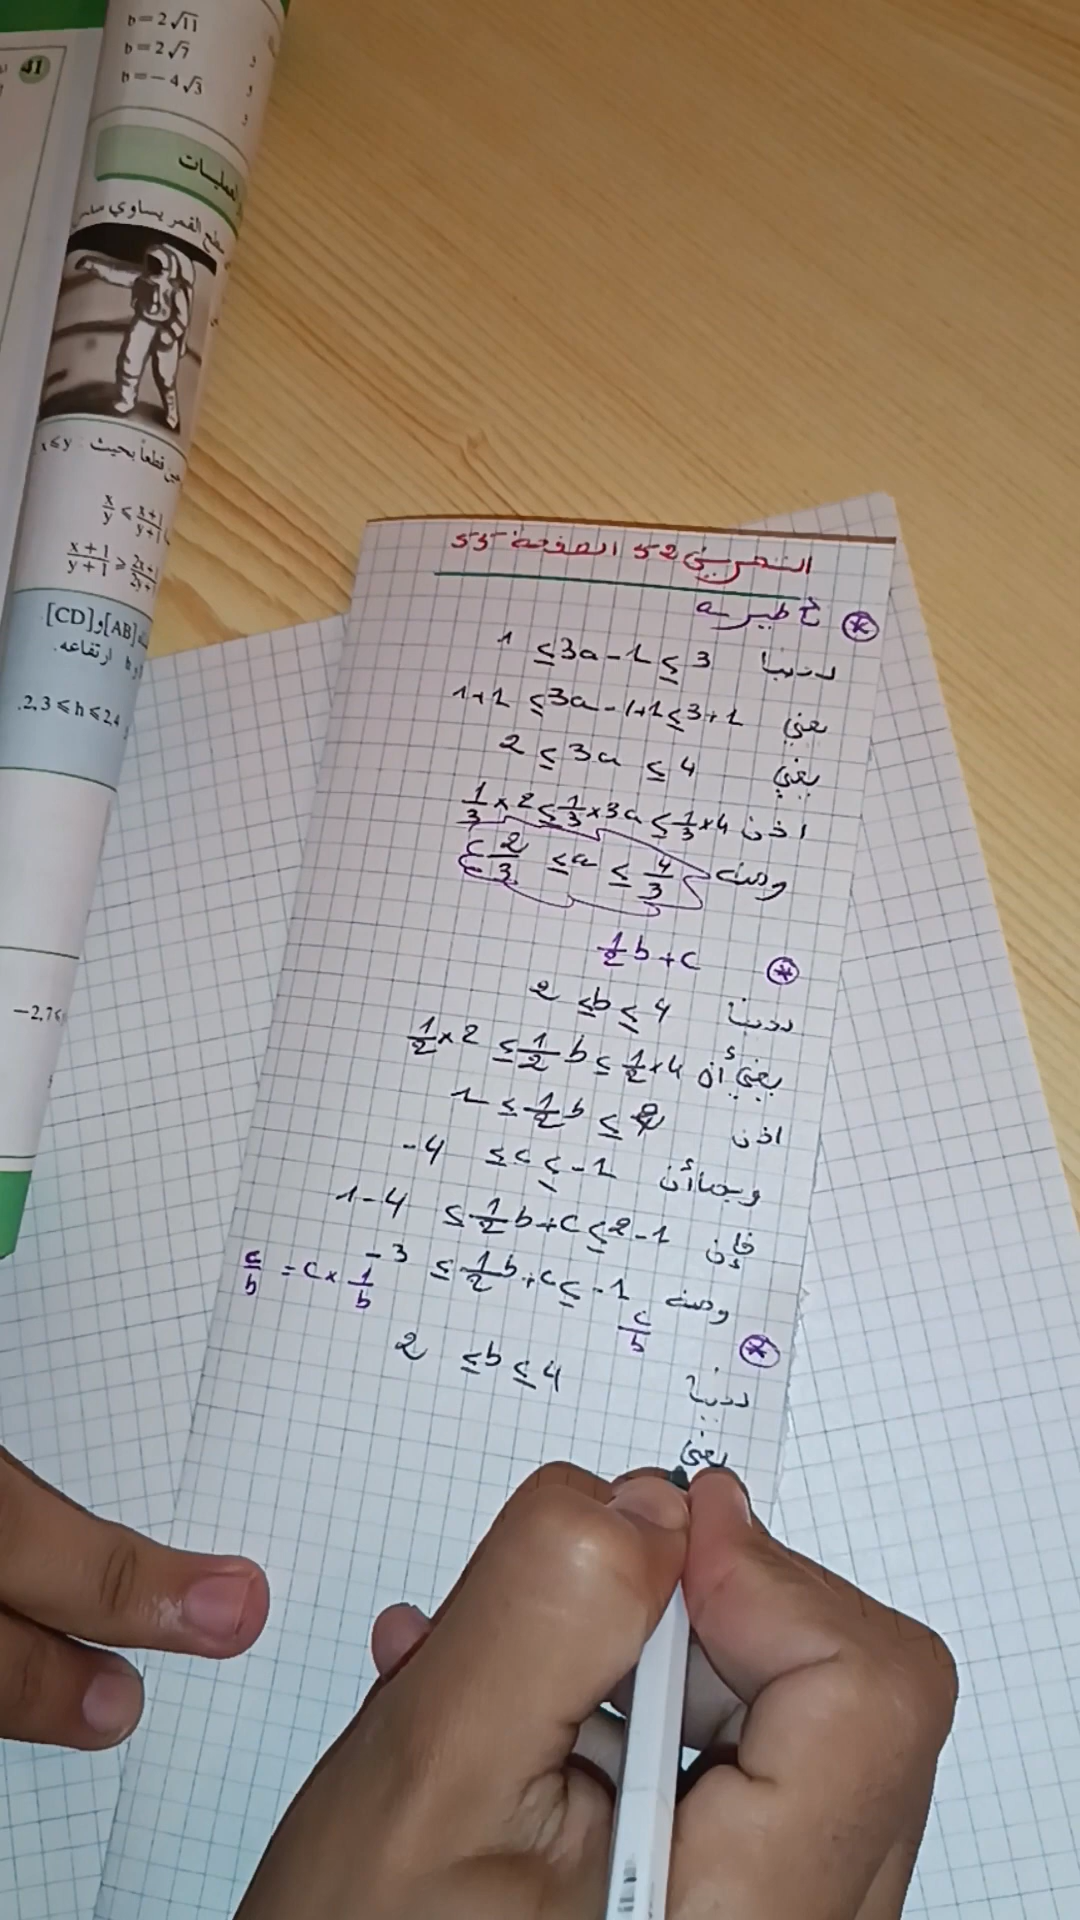 b=2√11
b=2√7
b=-4√3
41
سطح القمر يساوي
بحيث : x≤y
x/y ≤ x+1/y+1
x+1/y+1 ≥
[AB]و[CD]
ارتفاعه.
2,3 ≤ h ≤ 2,4
-2,7≤
التمرين 52 الصفحة 55
تأطير a
لدينا 1 ≤ 3a-1 ≤ 3
يعني 1+1 ≤ 3a-1+1 ≤ 3+1
يعني 2 ≤ 3a ≤ 4
اذن 1/3 × 2 ≤ 1/3 × 3a ≤ 1/3 × 4
ومنه 2/3 ≤ a ≤ 4/3
1/2 b+c
لدينا 2 ≤ b ≤ 4
يعني أن 1/2 × 2 ≤ 1/2 b ≤ 1/2 × 4
اذن 1 ≤ 1/2 b ≤ 2
وبما أن -4 ≤ c ≤ -1
فإن 1-4 ≤ 1/2 b+c ≤ 2-1
ومنه -3 ≤ 1/2 b+c ≤ -1
c/b = c × 1/b
c/b
لدينا 2 ≤ b ≤ 4
يعني